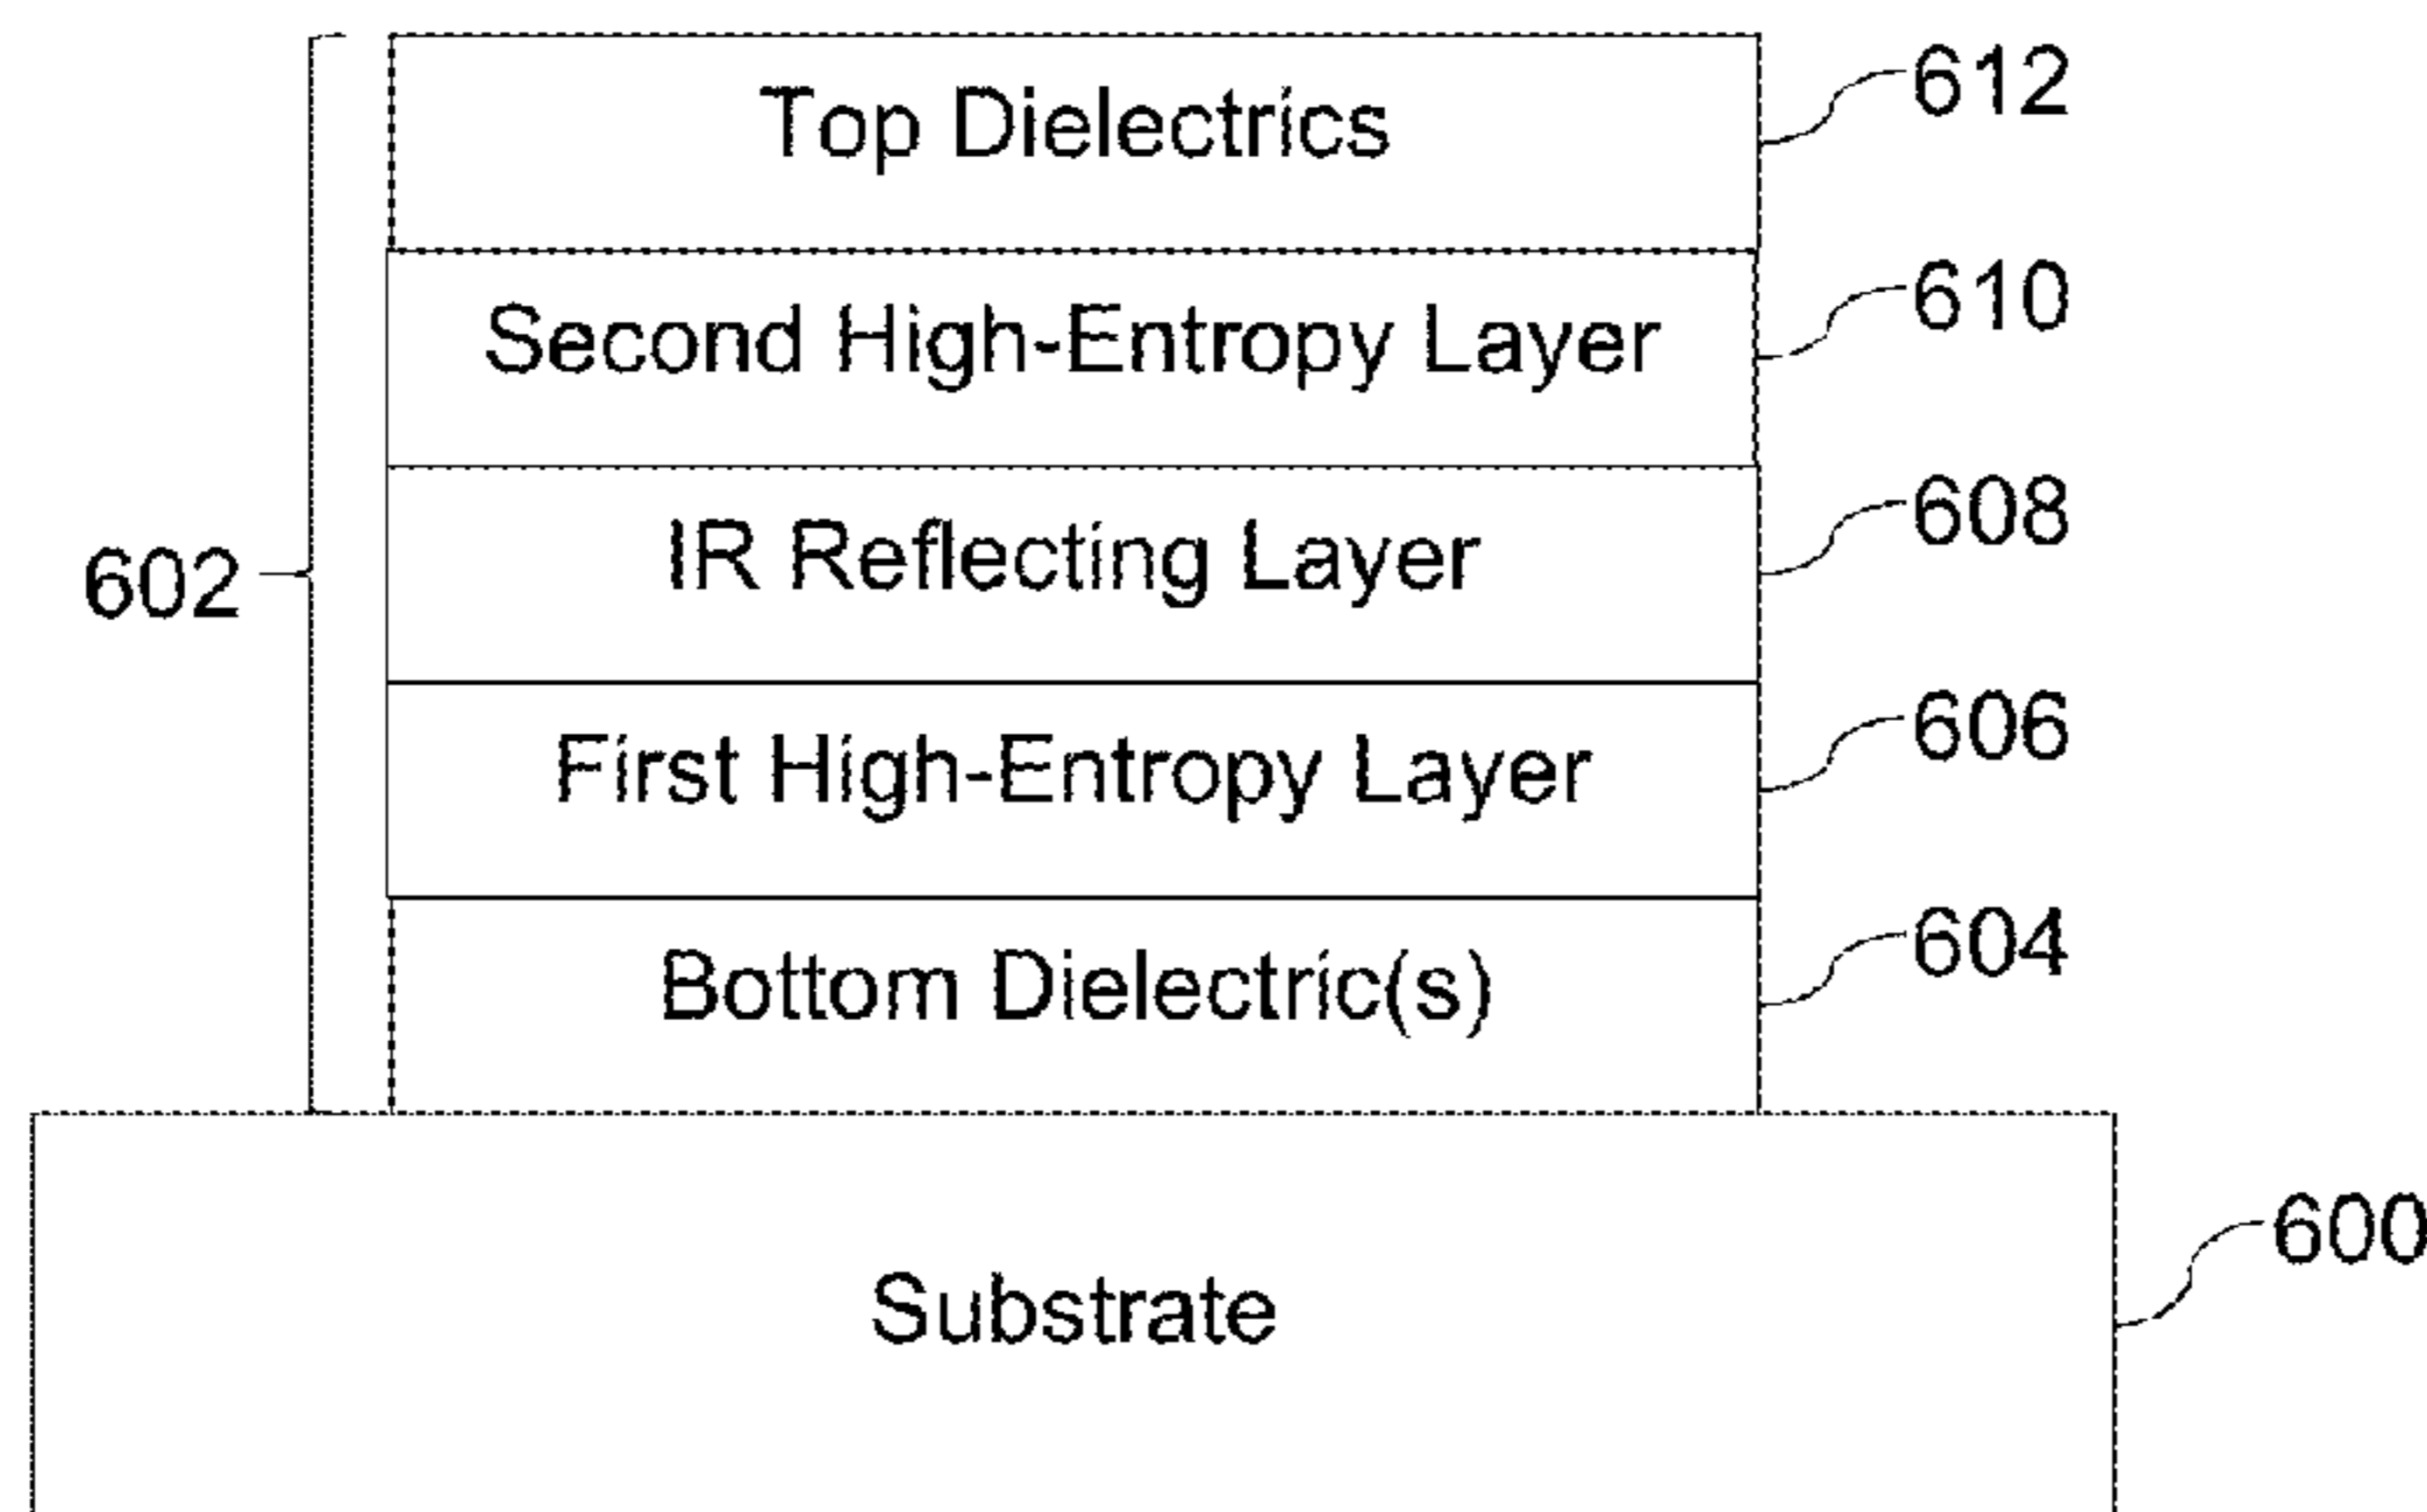 Top Dielectrics
612
Second High-Entropy Layer
610
IR Reflecting Layer
608
602
First High-Entropy Layer
606
Bottom Dielectric(s)
604
Substrate
600